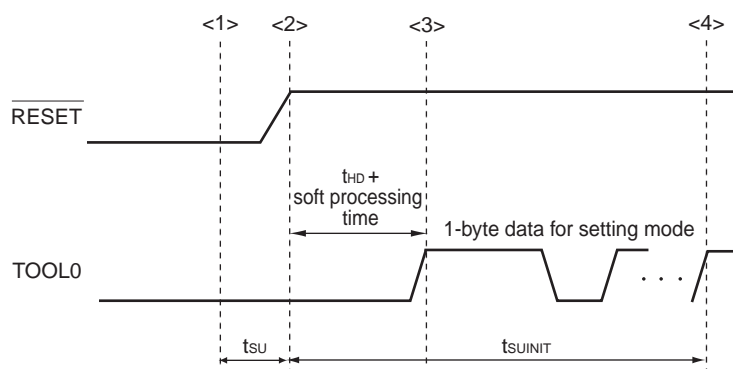 <1> <2> <3> <4>
RESET
tHD +
soft processing
time
1-byte data for setting mode
TOOL0
. . .
tSU
tSUINIT